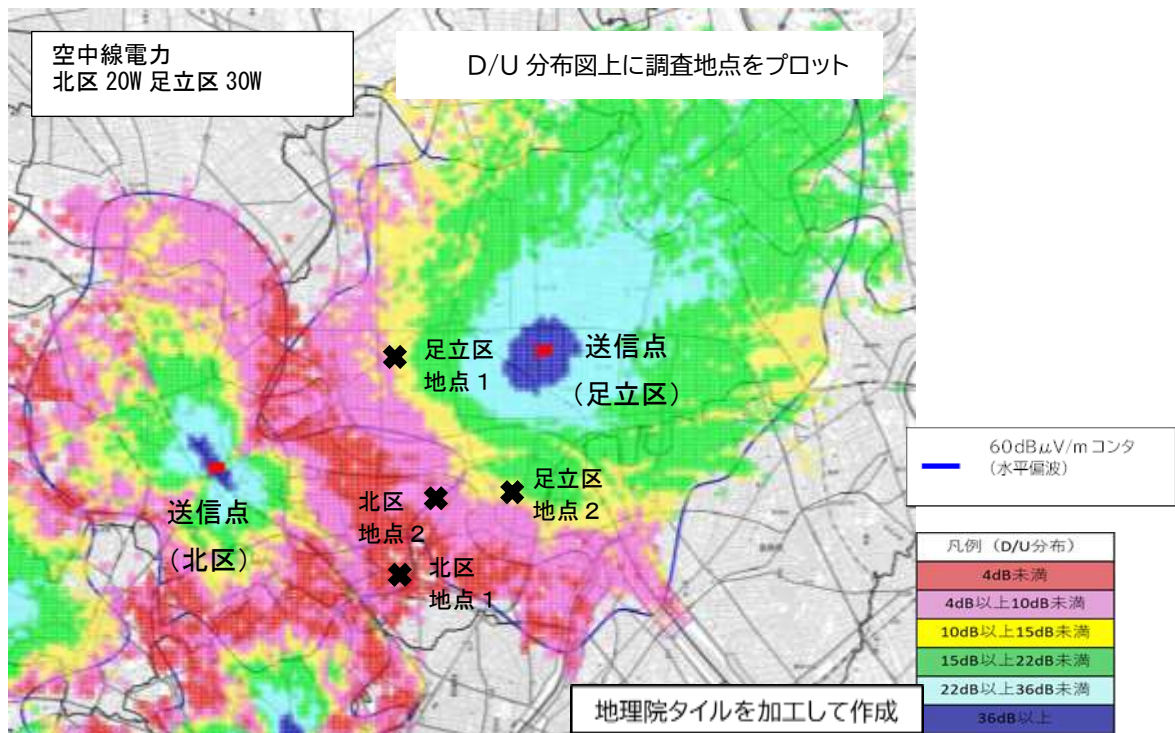 空中線電力
北区 20W 足立区 30W
D/U 分布図上に調査地点をプロット
足立区
地点１
送信点
（足立区）
足立区
地点２
北区
地点２
北区
地点１
送信点
（北区）
60dBμV/m コンタ
（水平偏波）
凡例（D/U分布）
4dB未満
4dB以上10dB未満
10dB以上15dB未満
15dB以上22dB未満
22dB以上36dB未満
36dB以上
地理院タイルを加工して作成